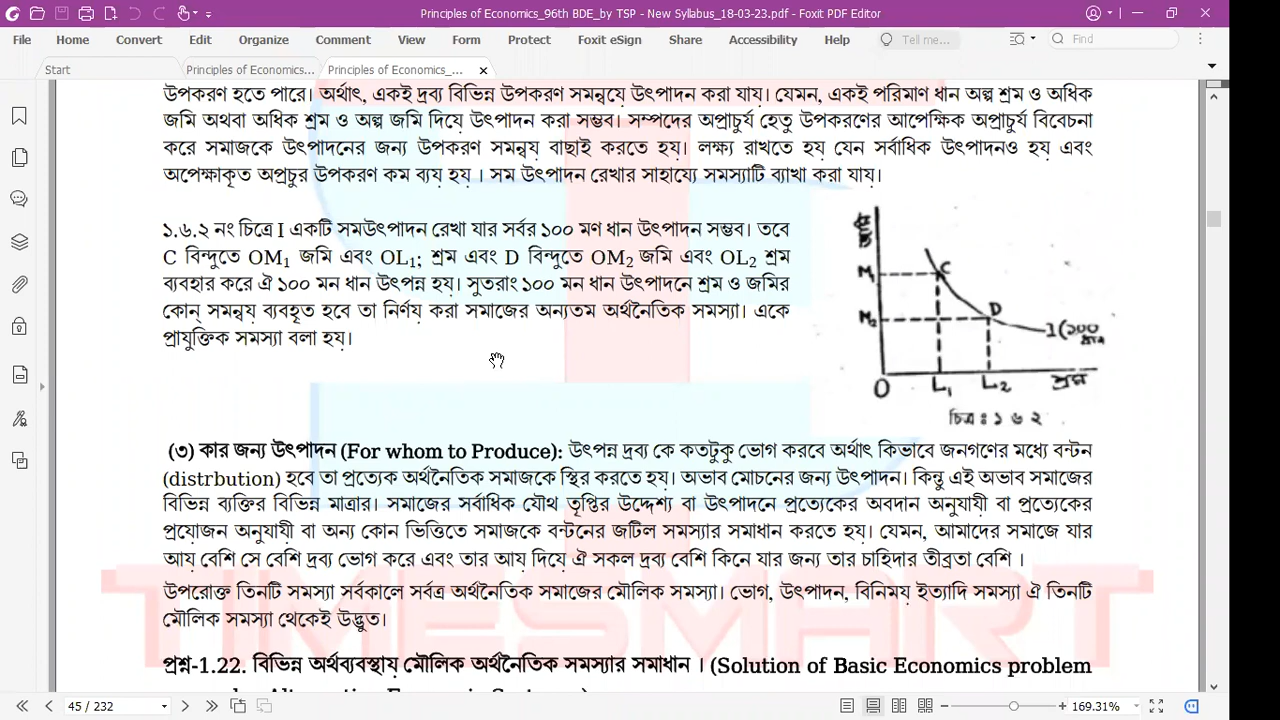 Principles of Economics_96th BDE_by TSP - New Syllabus_18-03-23.pdf - Foxit PDF Editor
File Home Convert Edit Organize Comment View Form Protect Foxit eSign Share Accessibility Help Tell me... Find
Start Principles of Economics... Principles of Economics_...
উপকরণ হতে পারে। অর্থাৎ, একই দ্রব্য বিভিন্ন উপকরণ সমন্বযে উৎপাদন করা যায। যেমন, একই পরিমাণ ধান অল্প শ্রম ও অধিক
জমি অথবা অধিক শ্রম ও অল্প জমি দিযে উৎপাদন করা সম্ভব। সম্পদের অপ্রাচুর্য হেতু উপকরণের আপেক্ষিক অপ্রাচুর্য বিবেচনা
করে সমাজকে উৎপাদনের জন্য উপকরণ সমন্বয বাছাই করতে হয। লক্ষ্য রাখতে হয যেন সর্বাধিক উৎপাদনও হয এবং
অপেক্ষাকৃত অপ্রচুর উপকরণ কম ব্যয হয । সম উৎপাদন রেখার সাহায্যে সমস্যাটি ব্যাখা করা যায।
১.৬.২ নং চিত্রে I একটি সমউৎপাদন রেখা যার সর্বর ১০০ মণ ধান উৎপাদন সম্ভব। তবে
C বিন্দুতে OM1 জমি এবং OL1; শ্রম এবং D বিন্দুতে OM2 জমি এবং OL2 শ্রম
ব্যবহার করে ঐ ১০০ মন ধান উৎপন্ন হয। সুতরাং ১০০ মন ধান উৎপাদনে শ্রম ও জমির
কোন্ সমন্বয ব্যবহৃত হবে তা নির্ণয করা সমাজের অন্যতম অর্থনৈতিক সমস্যা। একে
প্রাযুক্তিক সমস্যা বলা হয।
M1 C
M2 D
I (১০০
O L1 L2 শ্রম
চিত্র : ১ ৬ ২
(৩) কার জন্য উৎপাদন (For whom to Produce): উৎপন্ন দ্রব্য কে কতটুকু ভোগ করবে অর্থাৎ কিভাবে জনগণের মধ্যে বন্টন
(distrbution) হবে তা প্রত্যেক অর্থনৈতিক সমাজকে স্থির করতে হয। অভাব মোচনের জন্য উৎপাদন। কিন্তু এই অভাব সমাজের
বিভিন্ন ব্যক্তির বিভিন্ন মাত্রার। সমাজের সর্বাধিক যৌথ তৃপ্তির উদ্দেশ্য বা উৎপাদনে প্রত্যেকের অবদান অনুযাযী বা প্রত্যেকের
প্রযোজন অনুযাযী বা অন্য কোন ভিত্তিতে সমাজকে বন্টনের জটিল সমস্যার সমাধান করতে হয। যেমন, আমাদের সমাজে যার
আয বেশি সে বেশি দ্রব্য ভোগ করে এবং তার আয দিযে ঐ সকল দ্রব্য বেশি কিনে যার জন্য তার চাহিদার তীব্রতা বেশি ।
উপরোক্ত তিনটি সমস্যা সর্বকালে সর্বত্র অর্থনৈতিক সমাজের মৌলিক সমস্যা। ভোগ, উৎপাদন, বিনিময ইত্যাদি সমস্যা ঐ তিনটি
মৌলিক সমস্যা থেকেই উদ্ভুত।
TIMESMART
প্রশ্ন-1.22. বিভিন্ন অর্থব্যবস্থায মৌলিক অর্থনৈতিক সমস্যার সমাধান । (Solution of Basic Economics problem
45 / 232 169.31%